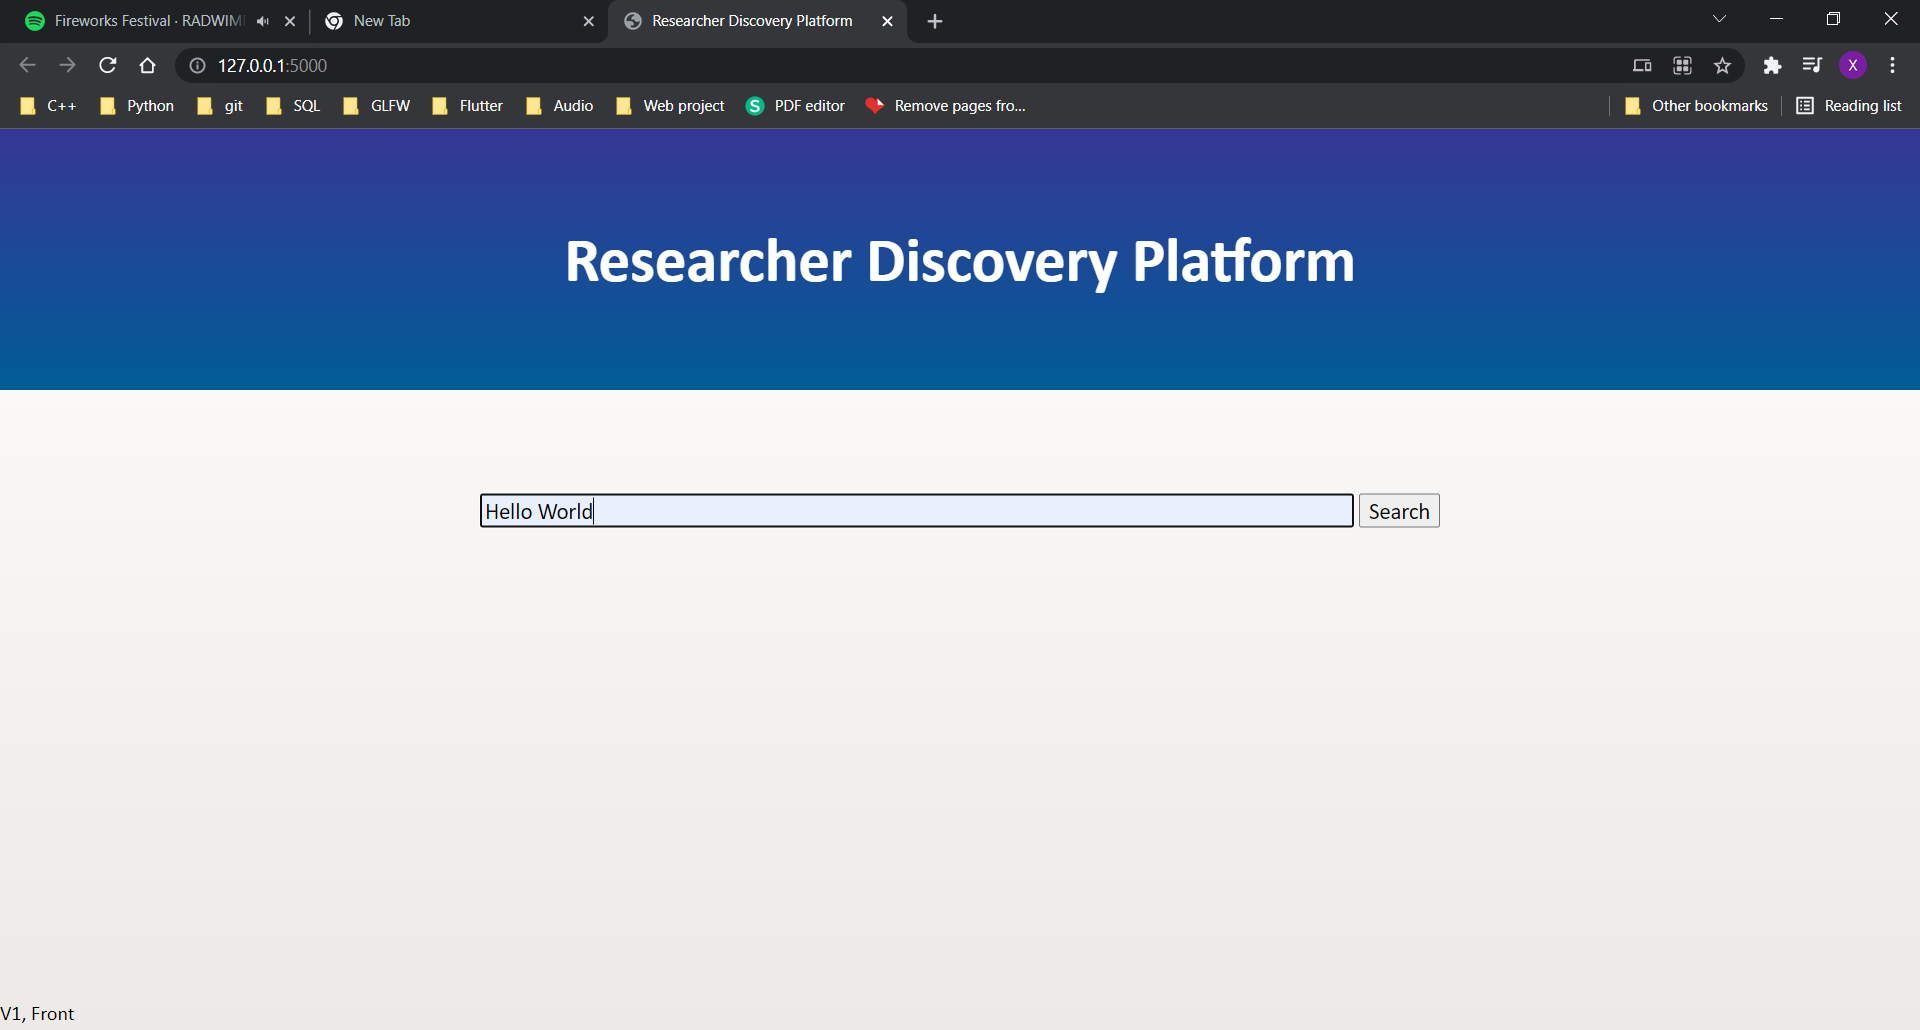 Fireworks Festival · RADWIM
New Tab
Researcher Discovery Platform
127.0.0.1:5000
X
C++ Python git SQL GLFW Flutter Audio Web project S PDF editor Remove pages fro... Other bookmarks Reading list
Researcher Discovery Platform
Hello World Search
V1, Front